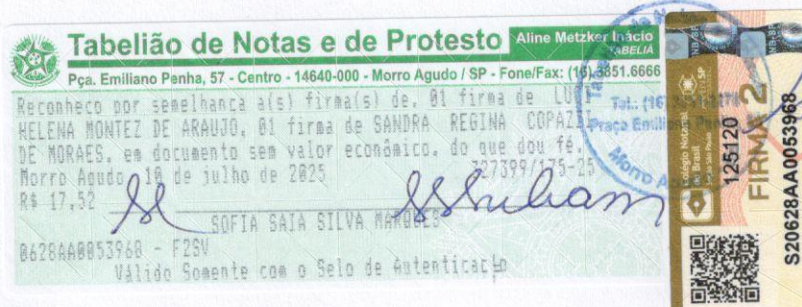 Tabelião de Notas e de Protesto
Aline Metzker Inácio
TABELIÃ
Pça. Emiliano Penha, 57 - Centro - 14640-000 - Morro Agudo / SP - Fone/Fax: (16) 3851.6666
Reconheco por semelhanca a(s) firma(s) de, 01 firma de
HELENA MONTEZ DE ARAUJO, 01 firma de SANDRA REGINA
DE MORAES, em documento sem valor econômico, do que dou fé.
Morro Agudo, 10 de julho de 2025 327399/175-25
R$ 17,52
SOFIA SAIA SILVA MARQUES
0628AA0053968 - F2SV
Válido Somente com o Selo de Autenticação
Colégio Notarial
do Brasil
125120
FIRMA 2
S20628AA0053968